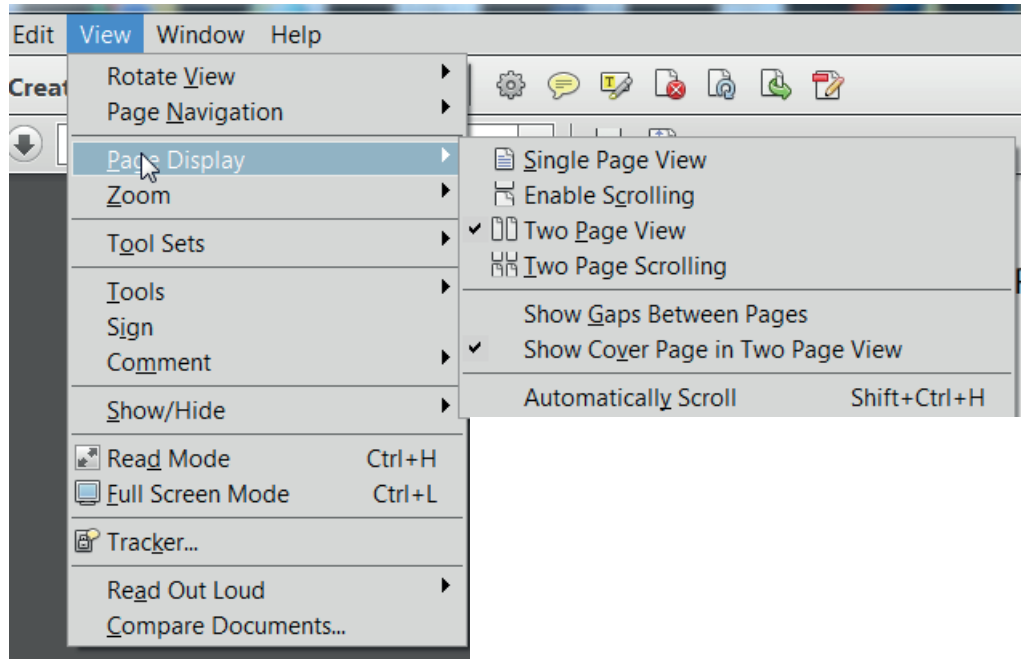 Edit View Window Help
Creat
Rotate View
Page Navigation
Page Display
Zoom
Tool Sets
Tools
Sign
Comment
Show/Hide
Read Mode Ctrl+H
Full Screen Mode Ctrl+L
Tracker...
Read Out Loud
Compare Documents...
Single Page View
Enable Scrolling
Two Page View
Two Page Scrolling
Show Gaps Between Pages
Show Cover Page in Two Page View
Automatically Scroll Shift+Ctrl+H